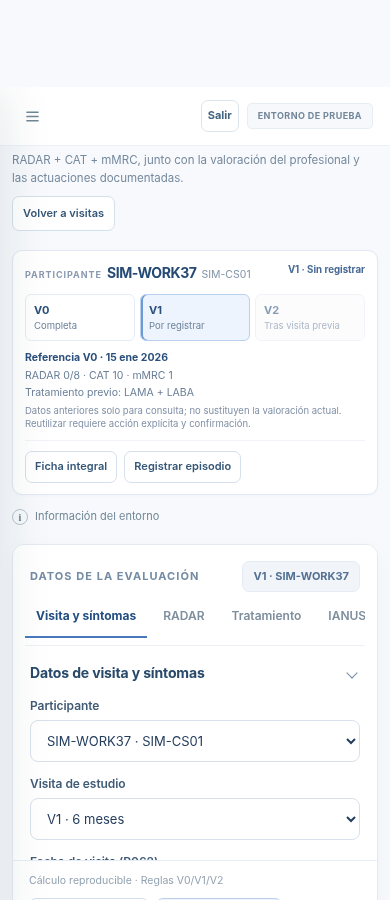 Salir
ENTORNO DE PRUEBA
RADAR + CAT + mMRC, junto con la valoración del profesional y
las actuaciones documentadas.
Volver a visitas
PARTICIPANTE SIM-WORK37 SIM-CS01
V1 · Sin registrar
V0
Completa
V1
Por registrar
V2
Tras visita previa
Referencia V0 · 15 ene 2026
RADAR 0/8 · CAT 10 · mMRC 1
Tratamiento previo: LAMA + LABA
Datos anteriores solo para consulta; no sustituyen la valoración actual.
Reutilizar requiere acción explícita y confirmación.
Ficha integral
Registrar episodio
i Información del entorno
DATOS DE LA EVALUACIÓN
V1 · SIM-WORK37
Visita y síntomas
RADAR
Tratamiento
IANUS
Datos de visita y síntomas
Participante
SIM-WORK37 · SIM-CS01
Visita de estudio
V1 · 6 meses
Cálculo reproducible · Reglas V0/V1/V2